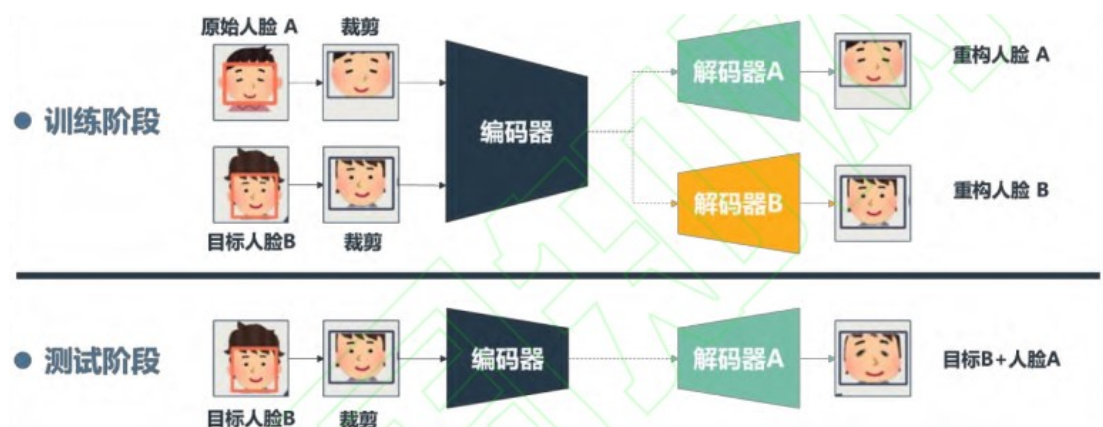 原始人脸 A
裁剪
训练阶段
编码器
解码器A
重构人脸 A
目标人脸B
裁剪
解码器B
重构人脸 B
测试阶段
编码器
解码器A
目标B+人脸A
目标人脸B
裁剪